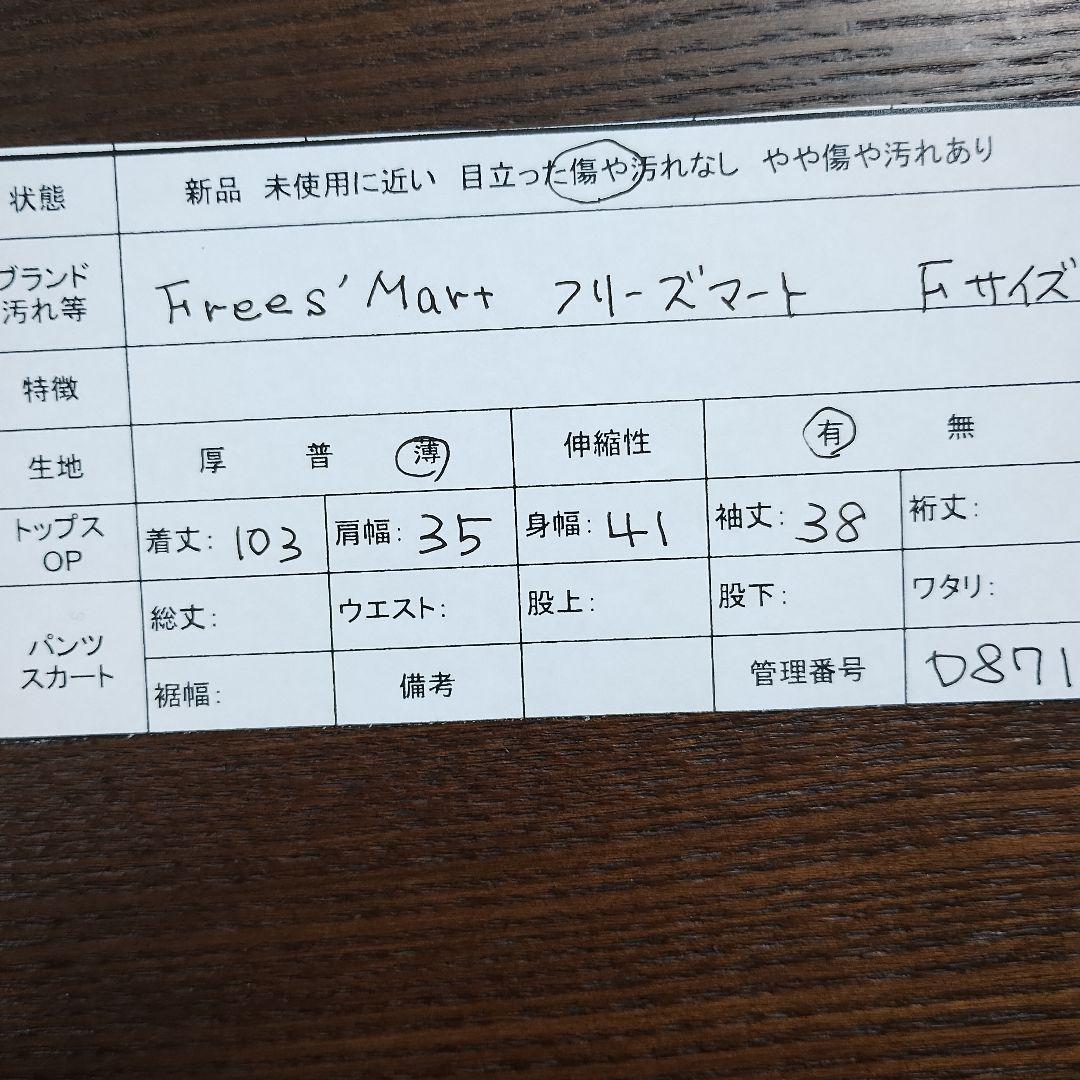 状態 新品 未使用に近い 目立った傷や汚れなし やや傷や汚れあり
ブランド
汚れ等
Frees'Mart フリーズマート Fサイズ
特徴
生地 厚 普 薄 伸縮性 有 無
トップス
OP
着丈: 103 肩幅: 35 身幅: 41 袖丈: 38 裄丈:
パンツ
スカート
総丈: ウエスト: 股上: 股下: ワタリ:
裾幅: 備考 管理番号 D871